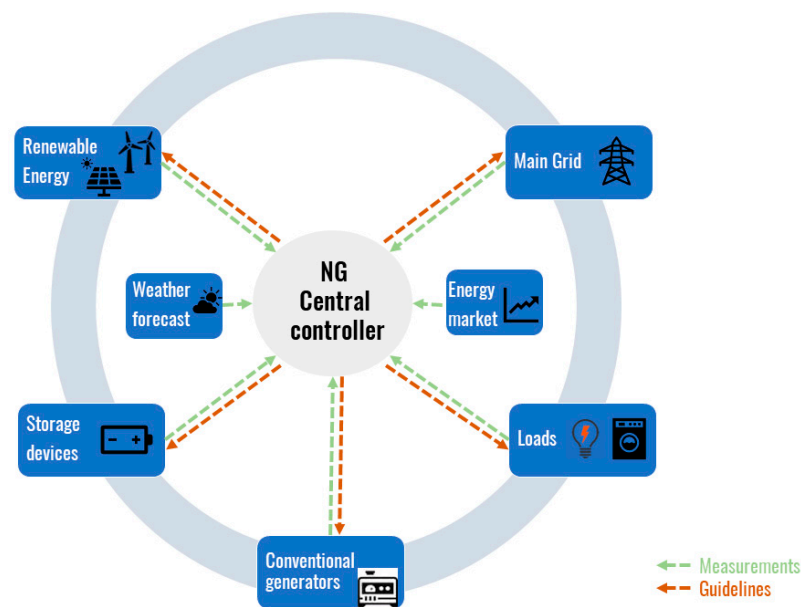 Renewable
Energy
Main Grid
NG
Central
controller
Weather
forecast
Energy
market
Storage
devices
Loads
Conventional
generators
Measurements
Guidelines